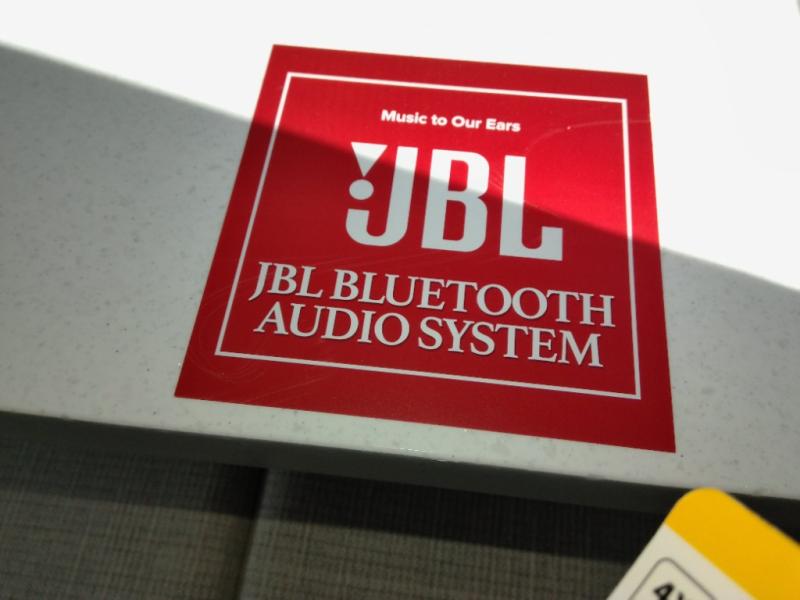 Music to Our Ears
JBL
JBL BLUETOOTH
AUDIO SYSTEM